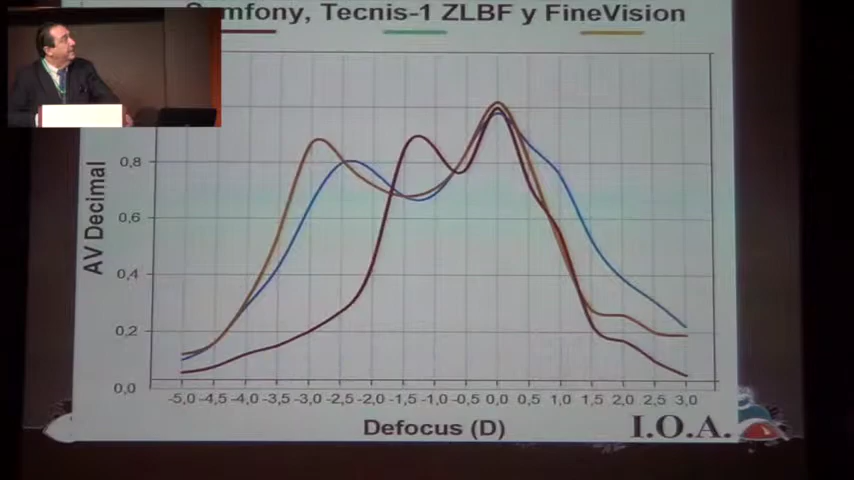 Tecnis-1 ZLBF y FineVision
AV Decimal
0,8
0,6
0,4
0,2
0,0
-5,0 -4,5 -4,0 -3,5 -3,0 -2,5 -2,0 -1,5 -1,0 -0,5 0,0 0,5 1,0 1,5 2,0 2,5 3,0
Defocus (D)
I.O.A.